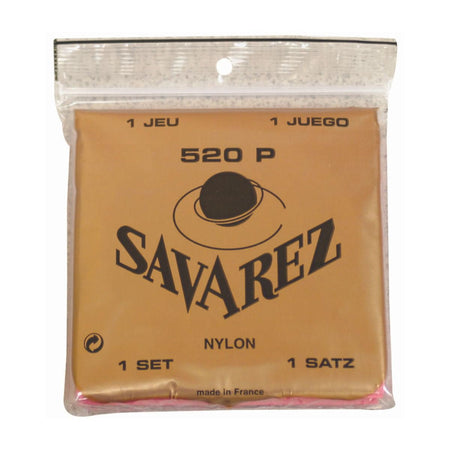 1 JEU 1 JUEGO
520 P
SAVAREZ
NYLON
1 SET 1 SATZ
made in France